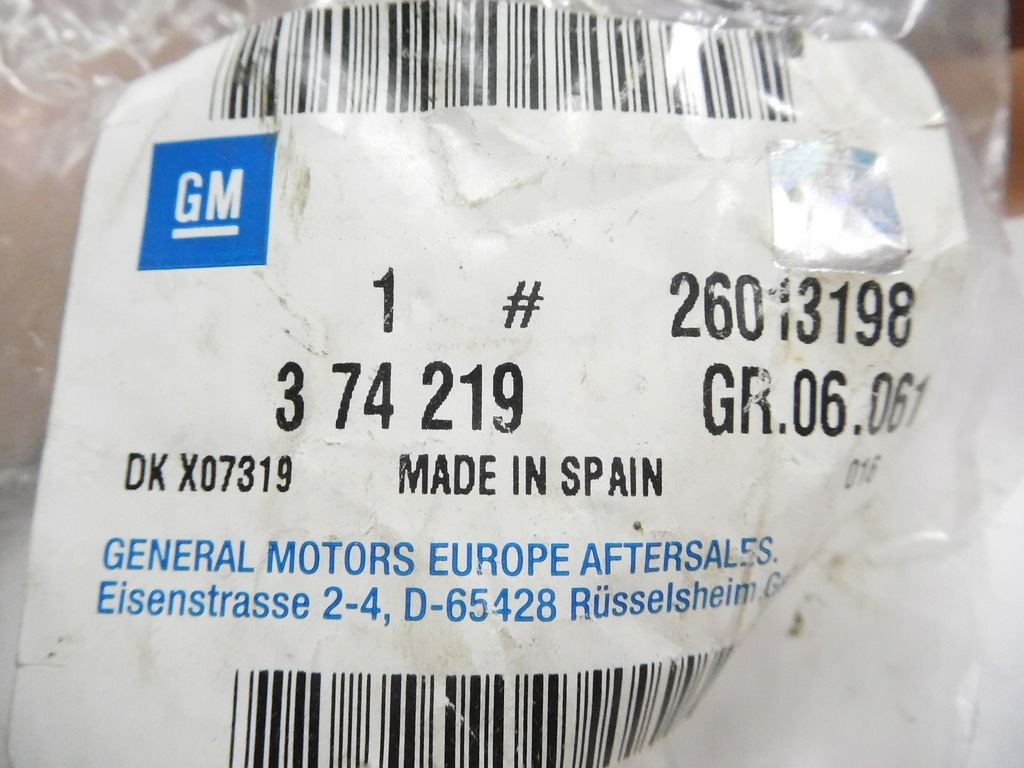 GM
1 # 26013198
3 74 219 GR.06.061
DK X07319 MADE IN SPAIN
GENERAL MOTORS EUROPE AFTERSALES.
Eisenstrasse 2-4, D-65428 Rüsselsheim